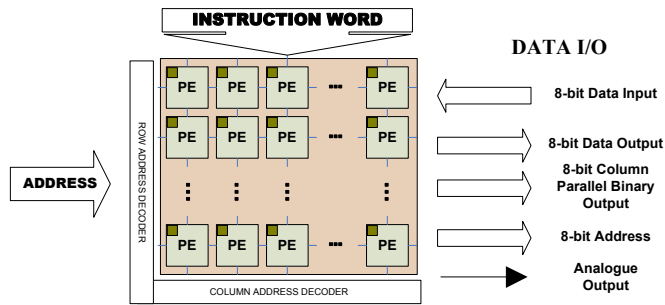 INSTRUCTION WORD
DATA I/O
PE PE PE ... PE
8-bit Data Input
PE PE PE ... PE
8-bit Data Output
ROW ADDRESS DECODER
ADDRESS
8-bit Column
Parallel Binary
Output
PE PE PE ... PE
8-bit Address
Analogue
Output
COLUMN ADDRESS DECODER